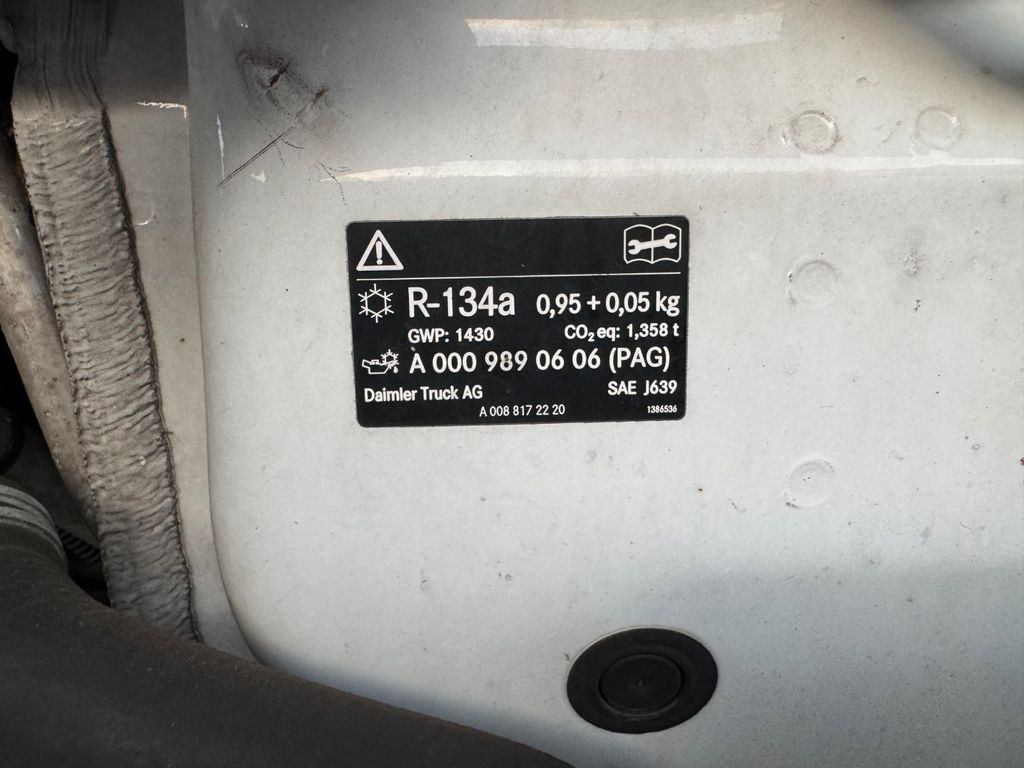 R-134a 0,95 + 0,05 kg
GWP: 1430 CO₂ eq: 1,358 t
A 000 989 06 06 (PAG)
Daimler Truck AG SAE J639
A 008 817 22 20 1386536